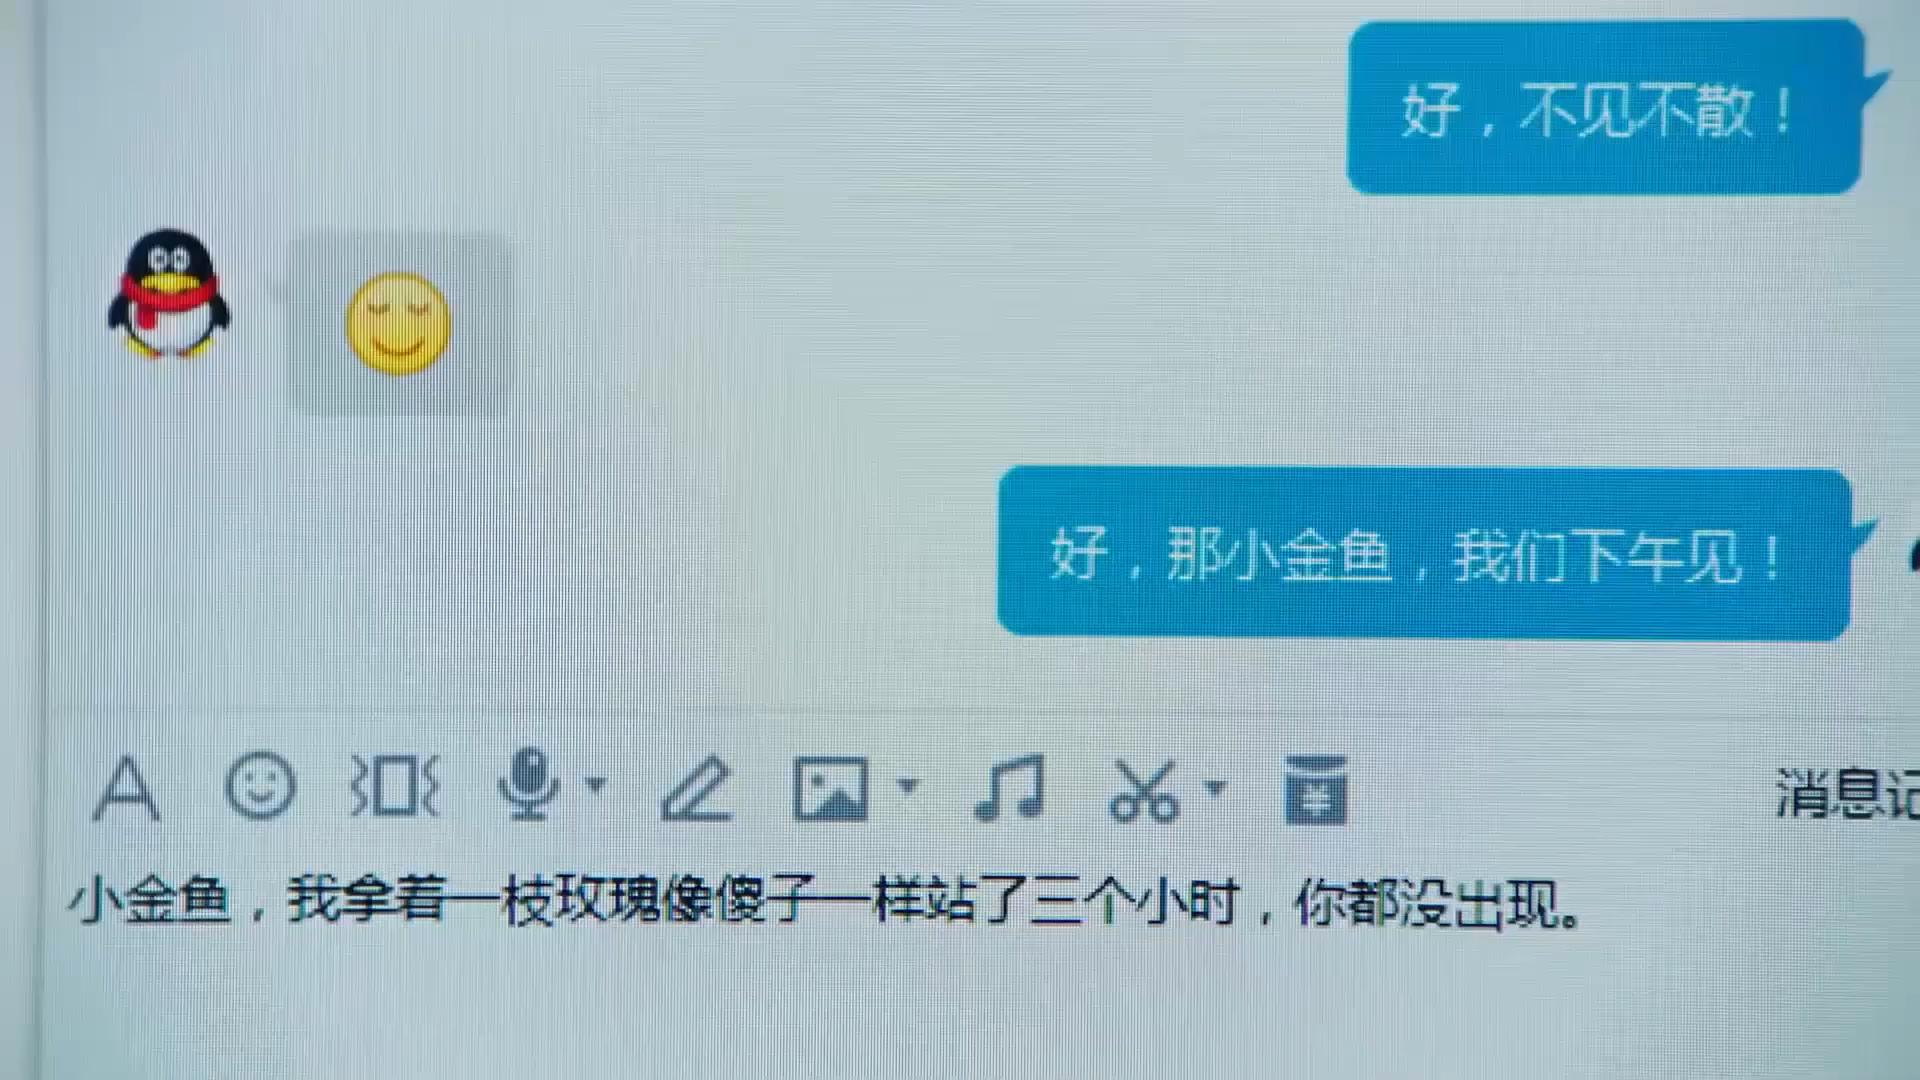 好，不见不散！
好，那小金鱼，我们下午见！
消息记
小金鱼，我拿着一枝玫瑰像傻子一样站了三个小时，你都没出现。